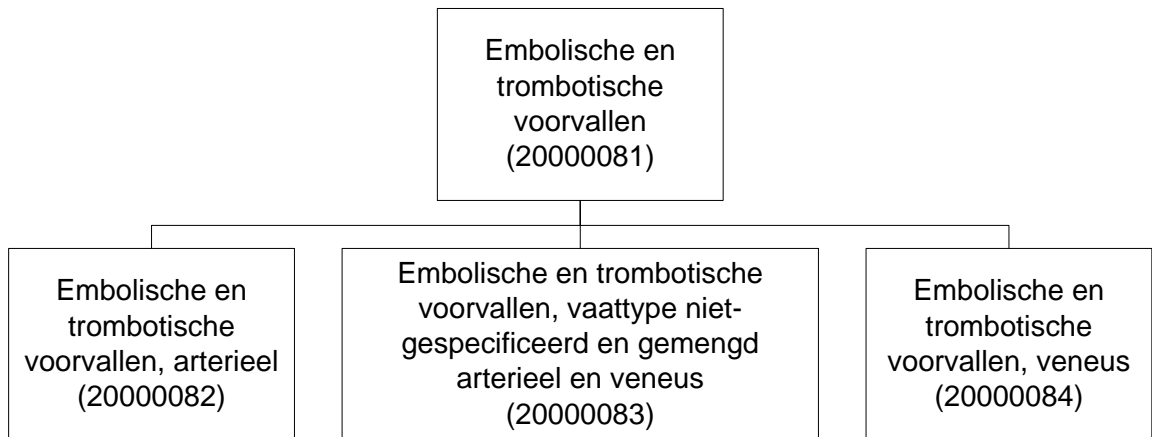 Embolische en
trombotische
voorvallen
(20000081)
Embolische en
trombotische
voorvallen, arterieel
(20000082)
Embolische en trombotische
voorvallen, vaattype niet-
gespecificeerd en gemengd
arterieel en veneus
(20000083)
Embolische en
trombotische
voorvallen, veneus
(20000084)